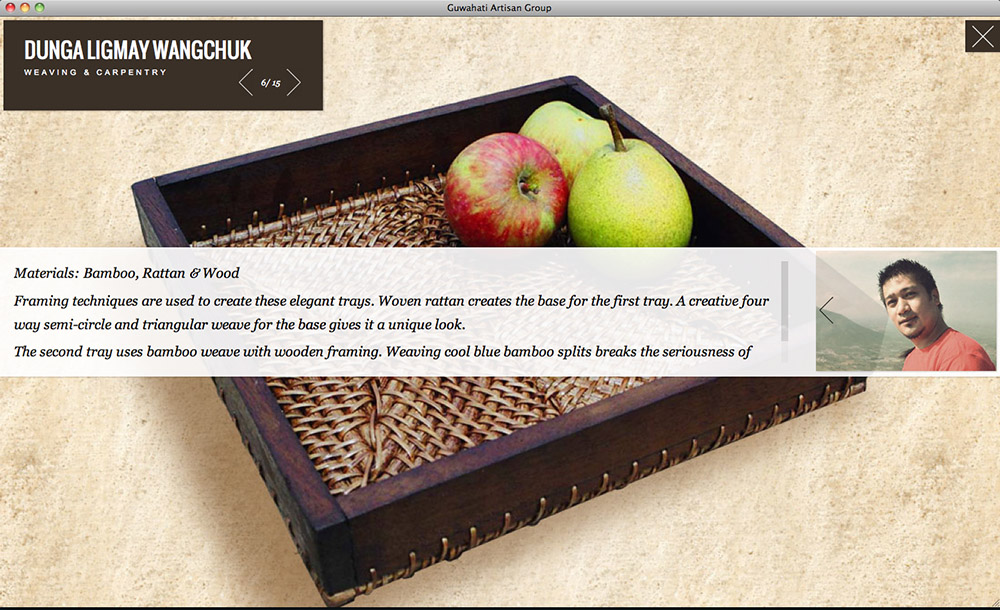 Guwahati Artisan Group
DUNGA LIGMAY WANGCHUK
WEAVING & CARPENTRY
6/ 15
Materials: Bamboo, Rattan & Wood
Framing techniques are used to create these elegant trays. Woven rattan creates the base for the first tray. A creative four
way semi-circle and triangular weave for the base gives it a unique look.
The second tray uses bamboo weave with wooden framing. Weaving cool blue bamboo splits breaks the seriousness of